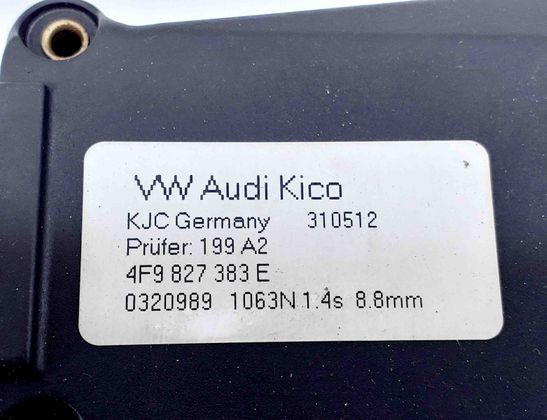 VW Audi Kico
KJC Germany 310512
Prüfer: 199 A2
4F9 827 383 E
0320989 1063N 1.4s 8.8mm